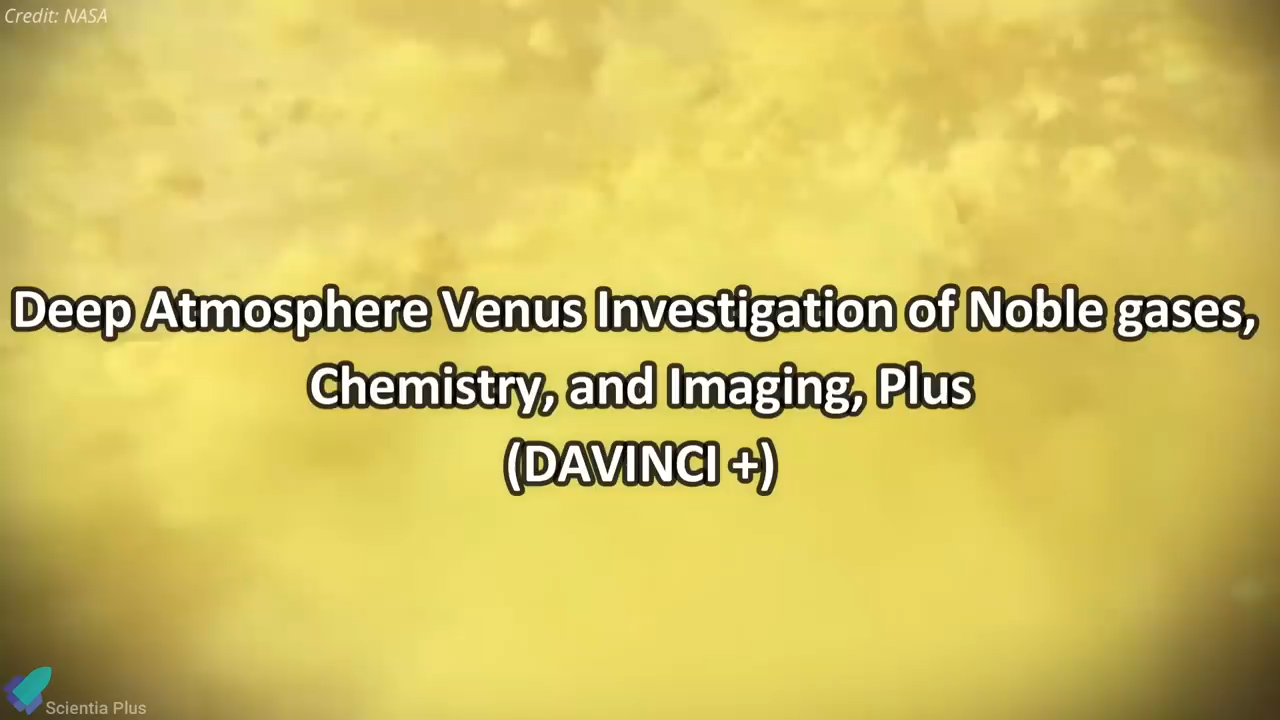 Credit: NASA
Deep Atmosphere Venus Investigation of Noble gases,
Chemistry, and Imaging, Plus
(DAVINCI +)
Scientia Plus